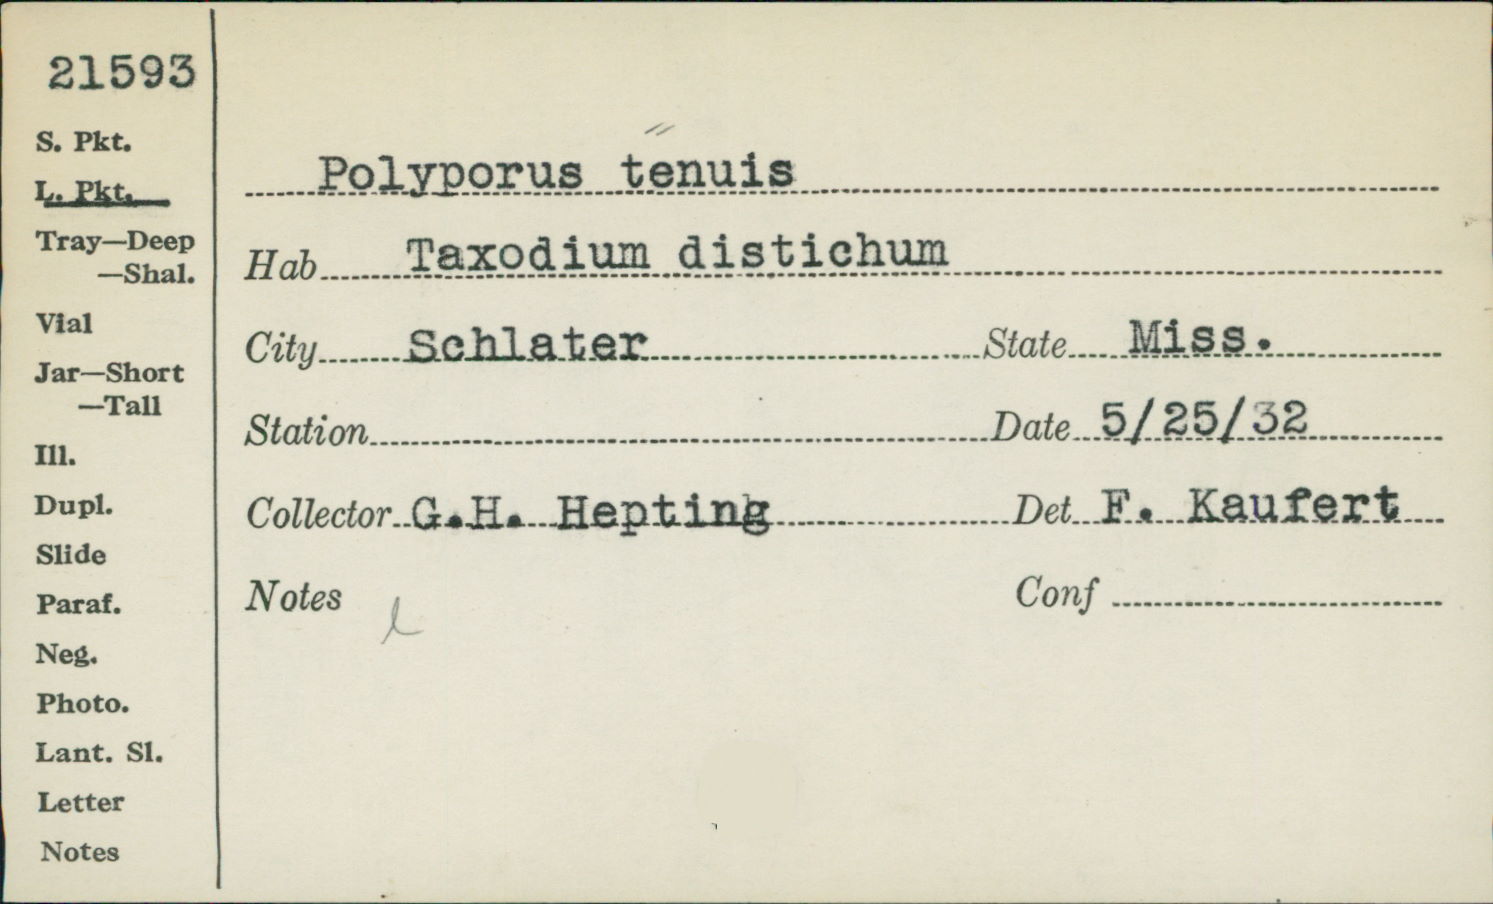 21593
S. Pkt.
L. Pkt.
Tray—Deep
—Shal.
Vial
Jar—Short
—Tall
Ill.
Dupl.
Slide
Paraf.
Neg.
Photo.
Lant. Sl.
Letter
Notes
Polyporus tenuis
Hab Taxodium distichum
City Schlater State Miss.
Station Date 5/25/32
Collector G.H. Hepting Det F. Kaufert
Notes Conf
l